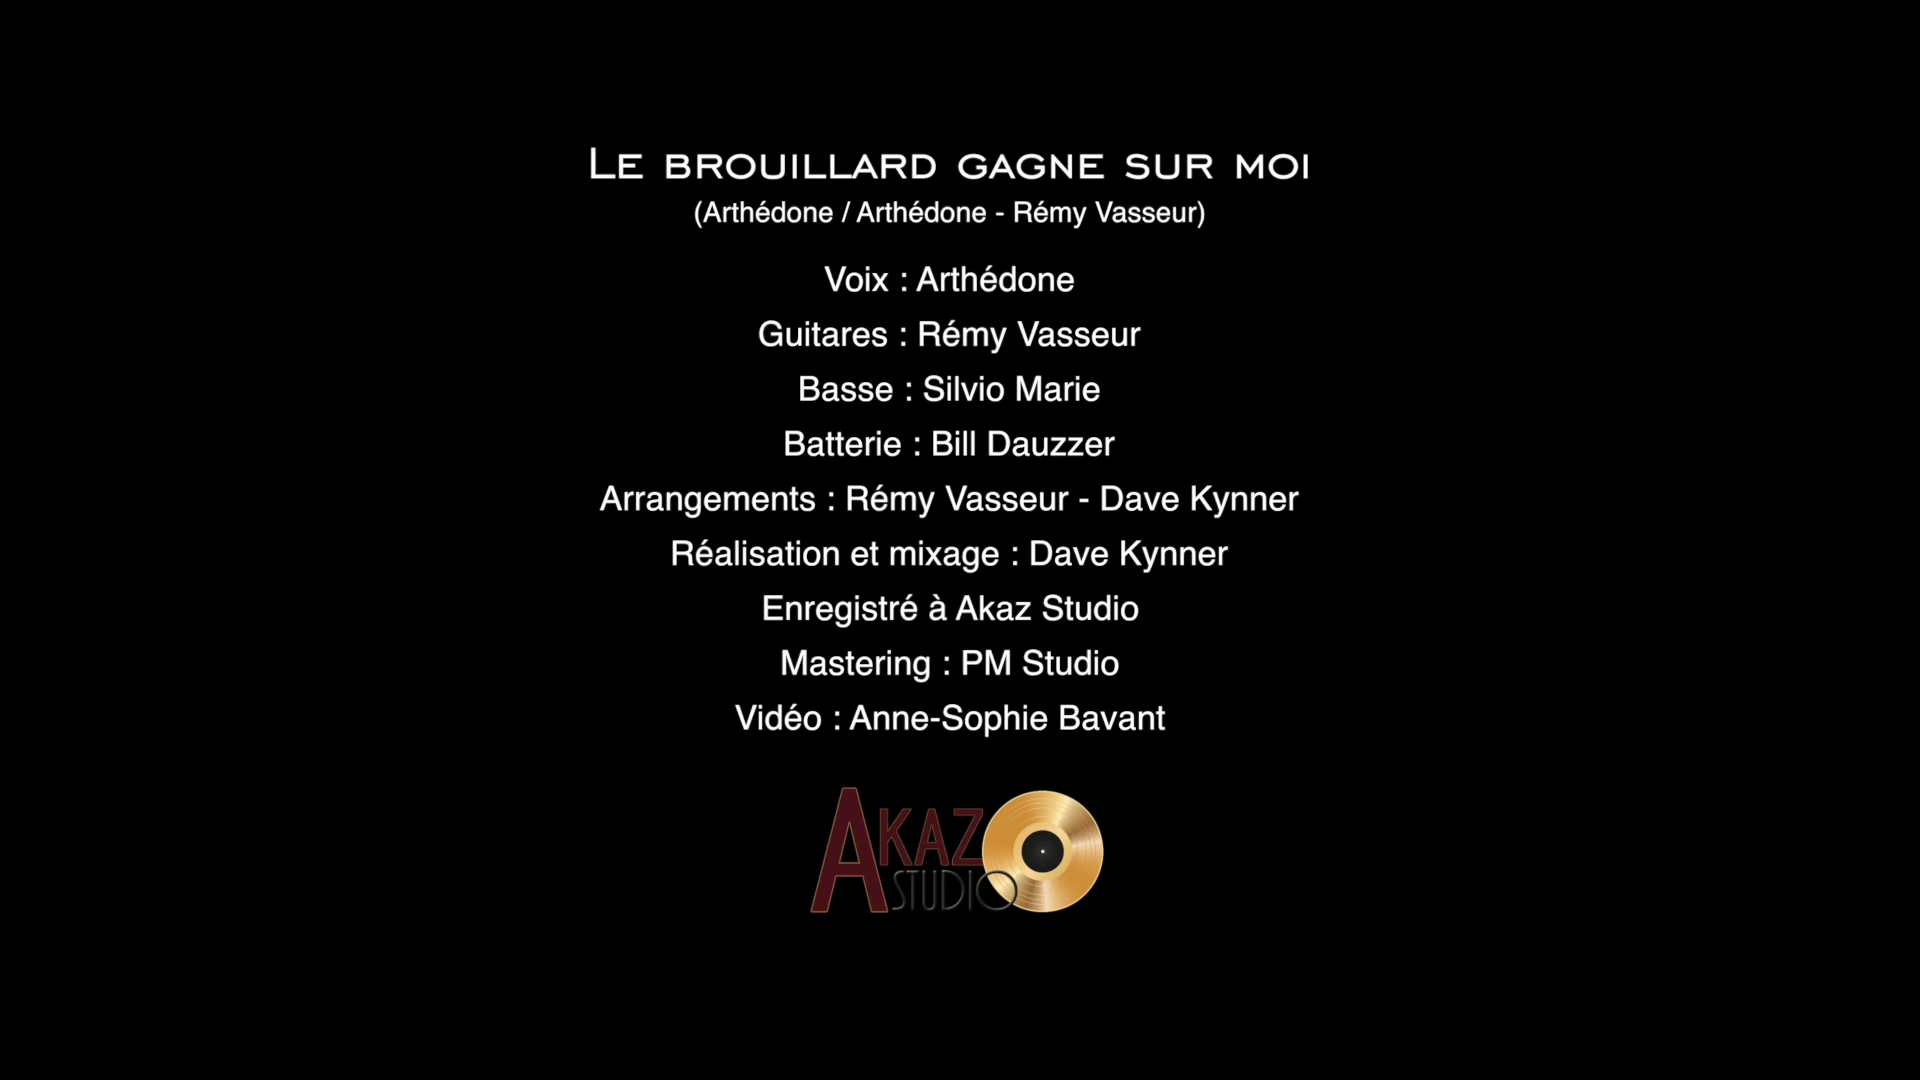 Le brouillard gagne sur moi
(Arthédone / Arthédone - Rémy Vasseur)
Voix : Arthédone
Guitares : Rémy Vasseur
Basse : Silvio Marie
Batterie : Bill Dauzzer
Arrangements : Rémy Vasseur - Dave Kynner
Réalisation et mixage : Dave Kynner
Enregistré à Akaz Studio
Mastering : PM Studio
Vidéo : Anne-Sophie Bavant
AKAZ
STUDIO